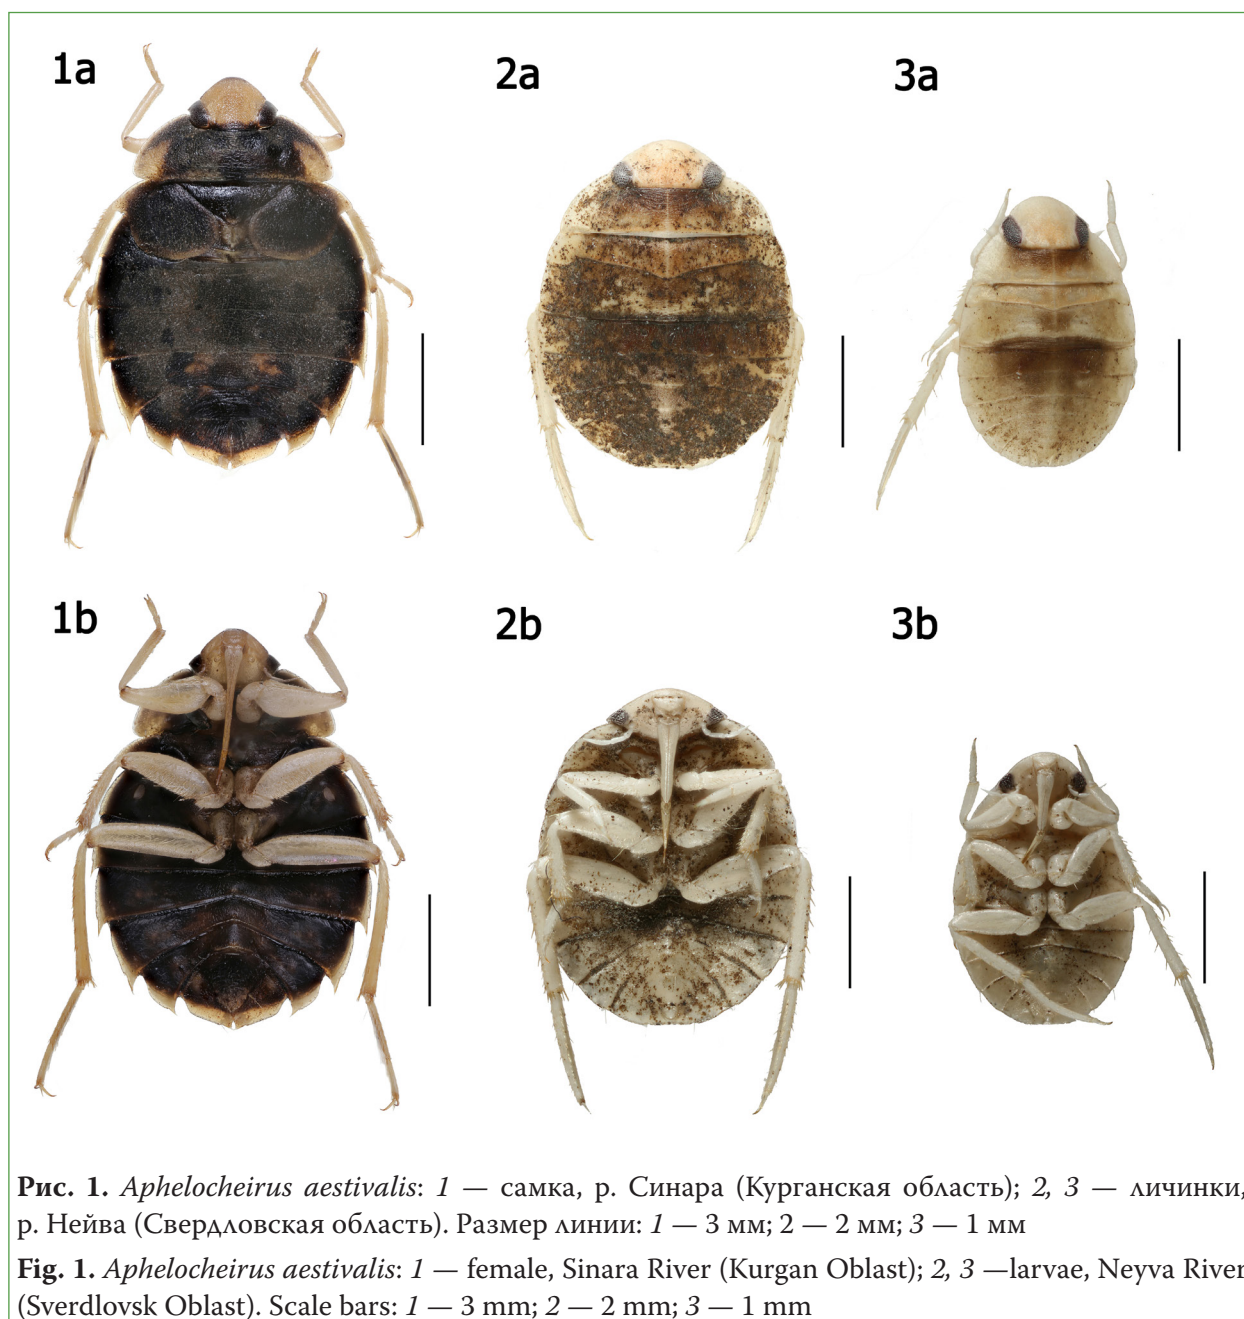 1a
2a
3a
1b
2b
3b
Рис. 1. Aphelocheirus aestivalis: 1 — самка, р. Синара (Курганская область); 2, 3 — личинки,
р. Нейва (Свердловская область). Размер линии: 1 — 3 мм; 2 — 2 мм; 3 — 1 мм
Fig. 1. Aphelocheirus aestivalis: 1 — female, Sinara River (Kurgan Oblast); 2, 3 —larvae, Neyva River
(Sverdlovsk Oblast). Scale bars: 1 — 3 mm; 2 — 2 mm; 3 — 1 mm